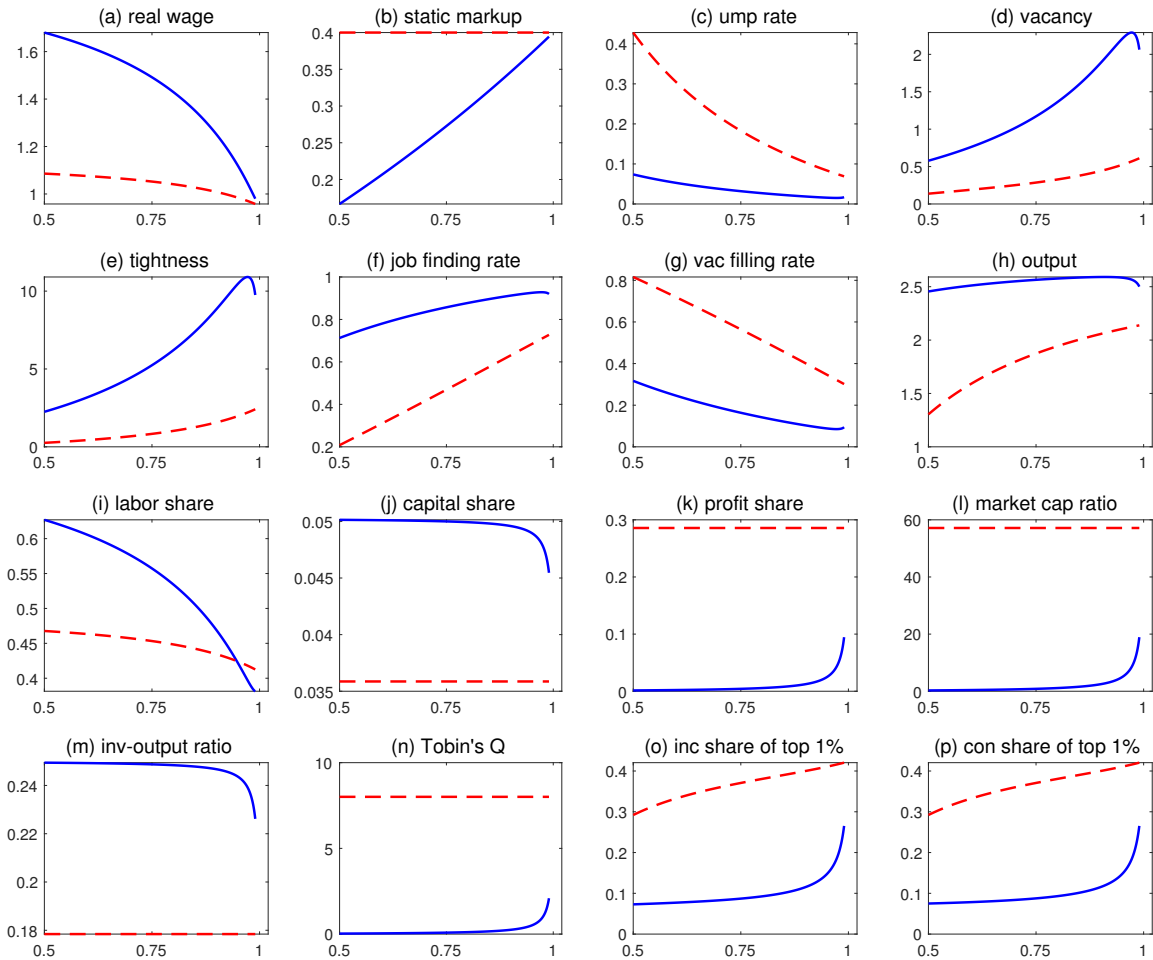 (a) real wage
1.6
1.4
1.2
1
0.5 0.75 1
(b) static markup
0.4
0.35
0.3
0.25
0.2
0.5 0.75 1
(c) ump rate
0.4
0.3
0.2
0.1
0
0.5 0.75 1
(d) vacancy
2
1.5
1
0.5
0
0.5 0.75 1
(e) tightness
10
5
0
0.5 0.75 1
(f) job finding rate
1
0.8
0.6
0.4
0.2
0.5 0.75 1
(g) vac filling rate
0.8
0.6
0.4
0.2
0
0.5 0.75 1
(h) output
2.5
2
1.5
1
0.5 0.75 1
(i) labor share
0.6
0.55
0.5
0.45
0.4
0.5 0.75 1
(j) capital share
0.05
0.045
0.04
0.035
0.5 0.75 1
(k) profit share
0.3
0.2
0.1
0
0.5 0.75 1
(l) market cap ratio
60
40
20
0
0.5 0.75 1
(m) inv-output ratio
0.24
0.22
0.2
0.18
0.5 0.75 1
(n) Tobin's Q
10
5
0
0.5 0.75 1
(o) inc share of top 1%
0.4
0.3
0.2
0.1
0
0.5 0.75 1
(p) con share of top 1%
0.4
0.3
0.2
0.1
0
0.5 0.75 1